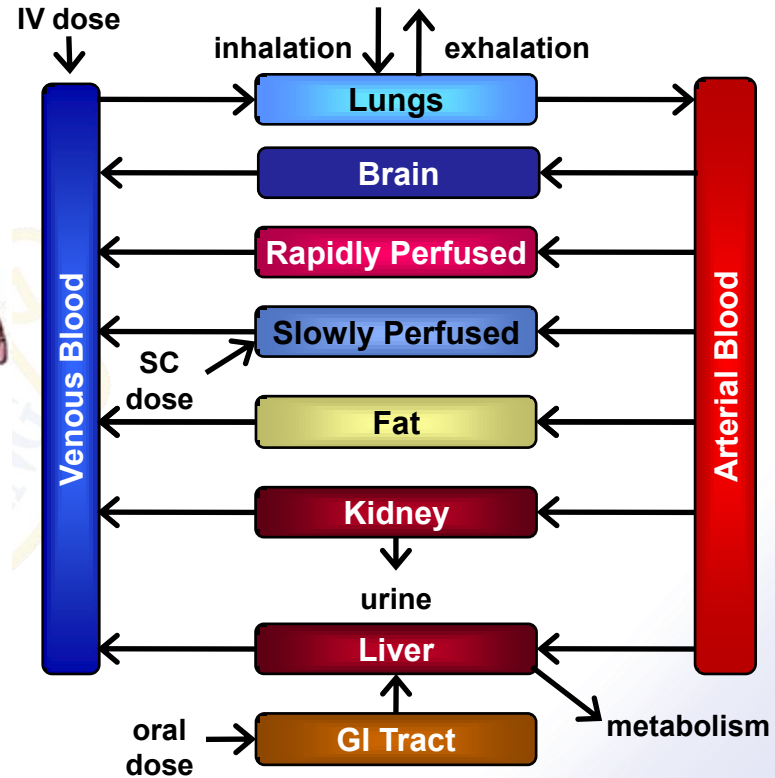 IV dose
inhalation
exhalation
Lungs
Brain
Rapidly Perfused
Slowly Perfused
SC
dose
Fat
Kidney
urine
Liver
metabolism
oral
dose
GI Tract
Venous Blood
Arterial Blood